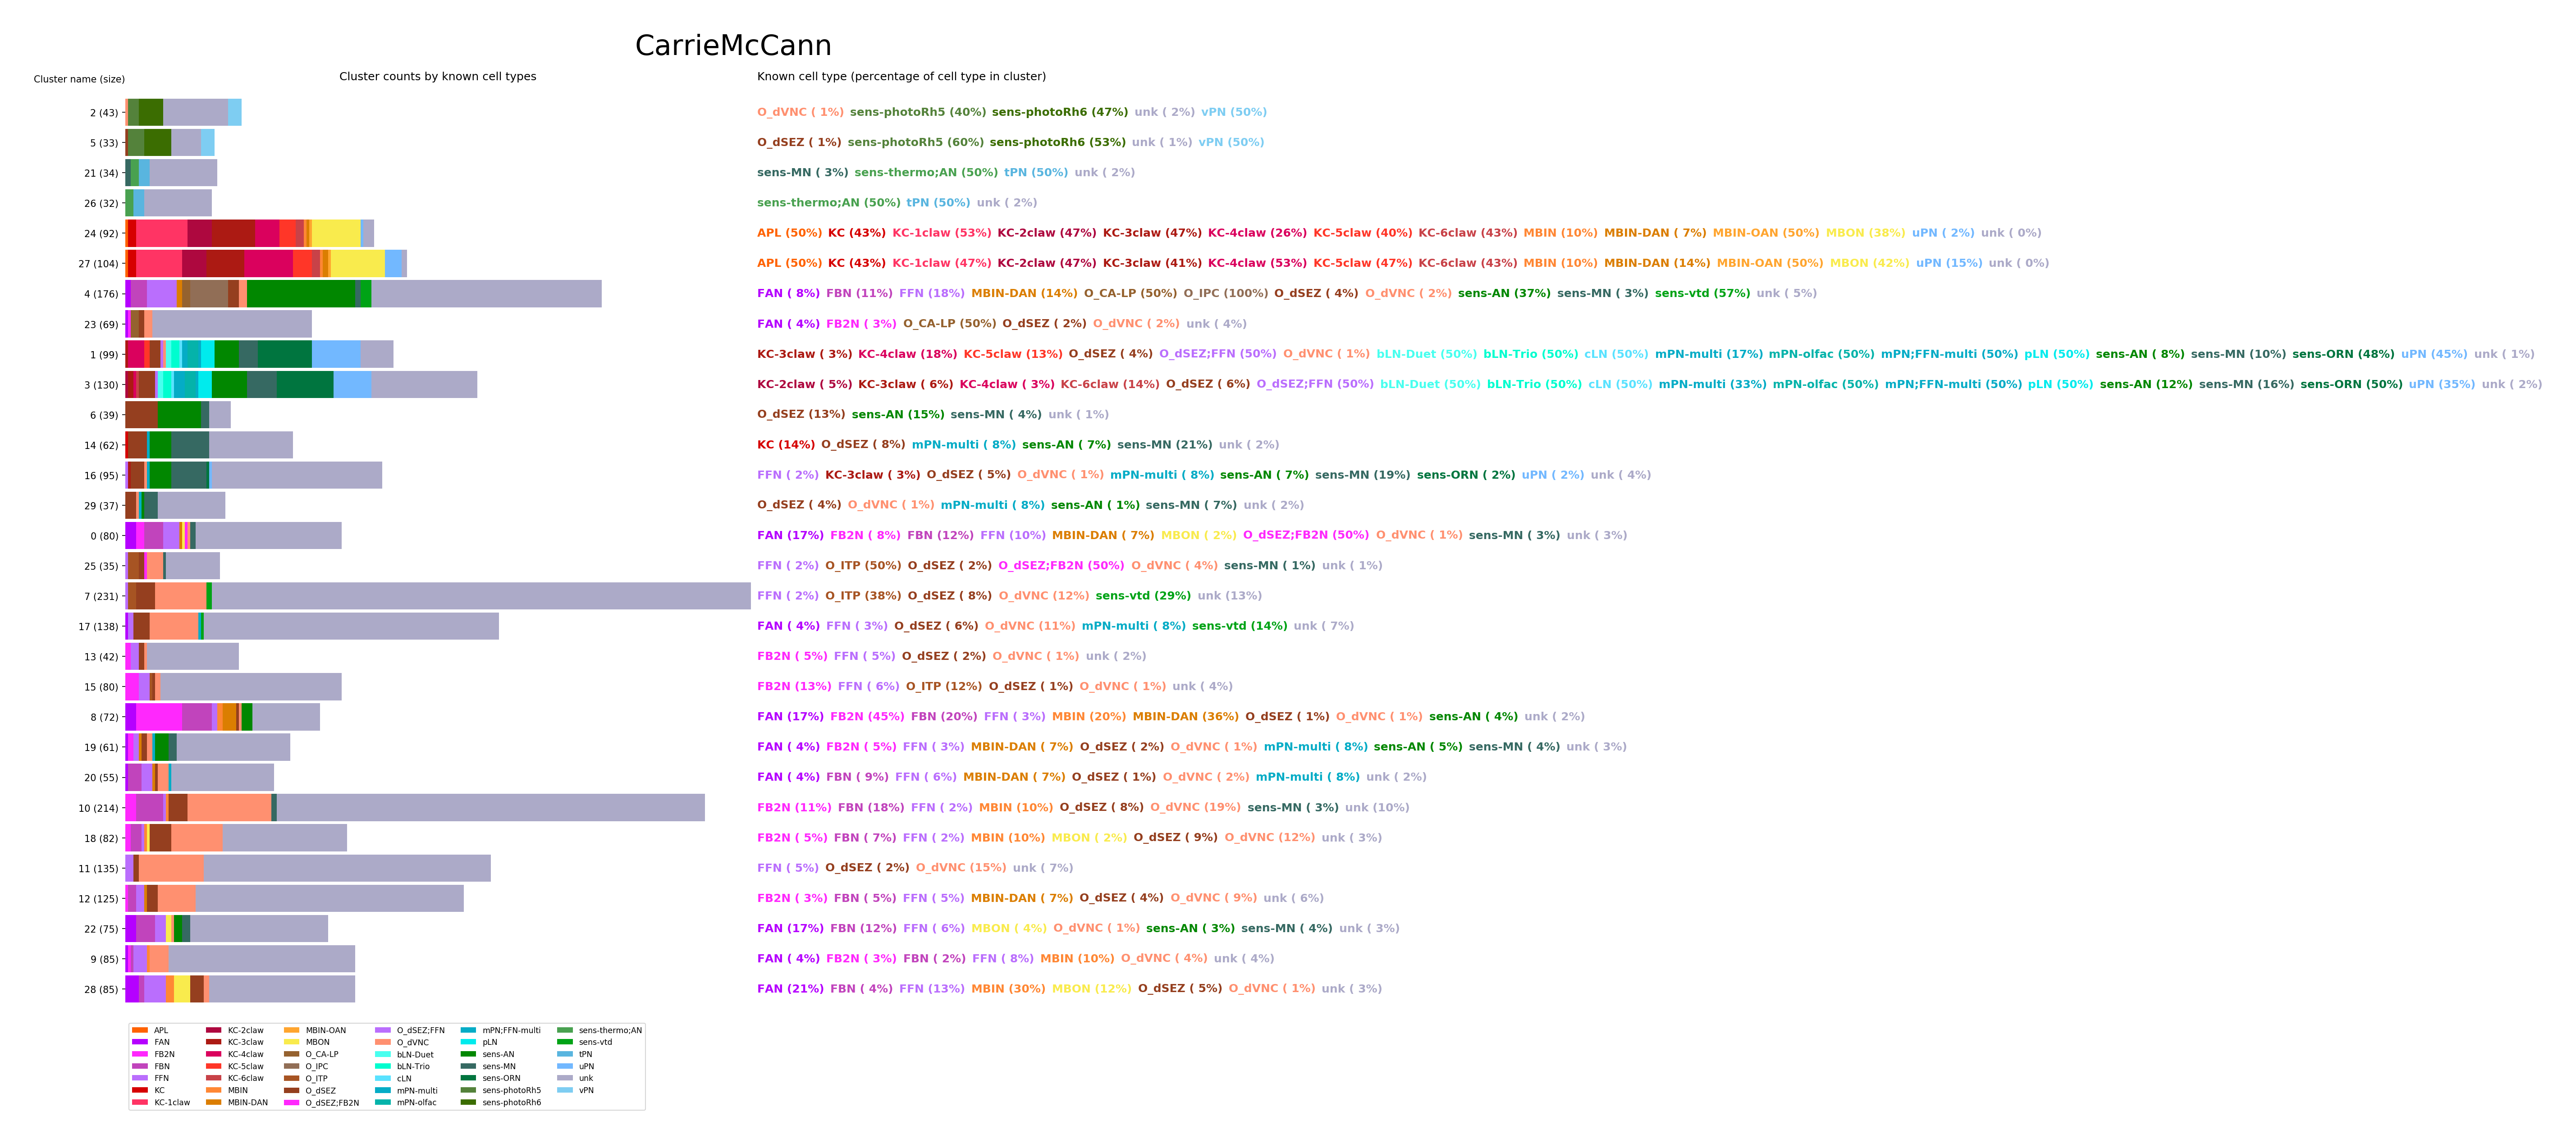 CarrieMcCann
Cluster name (size)
Cluster counts by known cell types
Known cell type (percentage of cell type in cluster)
2 (43) O_dVNC ( 1%) sens-photoRh5 (40%) sens-photoRh6 (47%) unk ( 2%) vPN (50%)
5 (33) O_dSEZ ( 1%) sens-photoRh5 (60%) sens-photoRh6 (53%) unk ( 1%) vPN (50%)
21 (34) sens-MN ( 3%) sens-thermo;AN (50%) tPN (50%) unk ( 2%)
26 (32) sens-thermo;AN (50%) tPN (50%) unk ( 2%)
24 (92) APL (50%) KC (43%) KC-1claw (53%) KC-2claw (47%) KC-3claw (47%) KC-4claw (26%) KC-5claw (40%) KC-6claw (43%) MBIN (10%) MBIN-DAN ( 7%) MBIN-OAN (50%) MBON (38%) uPN ( 2%) unk ( 0%)
27 (104) APL (50%) KC (43%) KC-1claw (47%) KC-2claw (47%) KC-3claw (41%) KC-4claw (53%) KC-5claw (47%) KC-6claw (43%) MBIN (10%) MBIN-DAN (14%) MBIN-OAN (50%) MBON (42%) uPN (15%) unk ( 0%)
4 (176) FAN ( 8%) FBN (11%) FFN (18%) MBIN-DAN (14%) O_CA-LP (50%) O_IPC (100%) O_dSEZ ( 4%) O_dVNC ( 2%) sens-AN (37%) sens-MN ( 3%) sens-vtd (57%) unk ( 5%)
23 (69) FAN ( 4%) FB2N ( 3%) O_CA-LP (50%) O_dSEZ ( 2%) O_dVNC ( 2%) unk ( 4%)
1 (99) KC-3claw ( 3%) KC-4claw (18%) KC-5claw (13%) O_dSEZ ( 4%) O_dSEZ;FFN (50%) O_dVNC ( 1%) bLN-Duet (50%) bLN-Trio (50%) cLN (50%) mPN-multi (17%) mPN-olfac (50%) mPN;FFN-multi (50%) pLN (50%) sens-AN ( 8%) sens-MN (10%) sens-ORN (48%) uPN (45%) unk ( 1%)
3 (130) KC-2claw ( 5%) KC-3claw ( 6%) KC-4claw ( 3%) KC-6claw (14%) O_dSEZ ( 6%) O_dSEZ;FFN (50%) bLN-Duet (50%) bLN-Trio (50%) cLN (50%) mPN-multi (33%) mPN-olfac (50%) mPN;FFN-multi (50%) pLN (50%) sens-AN (12%) sens-MN (16%) sens-ORN (50%) uPN (35%) unk ( 2%)
6 (39) O_dSEZ (13%) sens-AN (15%) sens-MN ( 4%) unk ( 1%)
14 (62) KC (14%) O_dSEZ ( 8%) mPN-multi ( 8%) sens-AN ( 7%) sens-MN (21%) unk ( 2%)
16 (95) FFN ( 2%) KC-3claw ( 3%) O_dSEZ ( 5%) O_dVNC ( 1%) mPN-multi ( 8%) sens-AN ( 7%) sens-MN (19%) sens-ORN ( 2%) uPN ( 2%) unk ( 4%)
29 (37) O_dSEZ ( 4%) O_dVNC ( 1%) mPN-multi ( 8%) sens-AN ( 1%) sens-MN ( 7%) unk ( 2%)
0 (80) FAN (17%) FB2N ( 8%) FBN (12%) FFN (10%) MBIN-DAN ( 7%) MBON ( 2%) O_dSEZ;FB2N (50%) O_dVNC ( 1%) sens-MN ( 3%) unk ( 3%)
25 (35) FFN ( 2%) O_ITP (50%) O_dSEZ ( 2%) O_dSEZ;FB2N (50%) O_dVNC ( 4%) sens-MN ( 1%) unk ( 1%)
7 (231) FFN ( 2%) O_ITP (38%) O_dSEZ ( 8%) O_dVNC (12%) sens-vtd (29%) unk (13%)
17 (138) FAN ( 4%) FFN ( 3%) O_dSEZ ( 6%) O_dVNC (11%) mPN-multi ( 8%) sens-vtd (14%) unk ( 7%)
13 (42) FB2N ( 5%) FFN ( 5%) O_dSEZ ( 2%) O_dVNC ( 1%) unk ( 2%)
15 (80) FB2N (13%) FFN ( 6%) O_ITP (12%) O_dSEZ ( 1%) O_dVNC ( 1%) unk ( 4%)
8 (72) FAN (17%) FB2N (45%) FBN (20%) FFN ( 3%) MBIN (20%) MBIN-DAN (36%) O_dSEZ ( 1%) O_dVNC ( 1%) sens-AN ( 4%) unk ( 2%)
19 (61) FAN ( 4%) FB2N ( 5%) FFN ( 3%) MBIN-DAN ( 7%) O_dSEZ ( 2%) O_dVNC ( 1%) mPN-multi ( 8%) sens-AN ( 5%) sens-MN ( 4%) unk ( 3%)
20 (55) FAN ( 4%) FBN ( 9%) FFN ( 6%) MBIN-DAN ( 7%) O_dSEZ ( 1%) O_dVNC ( 2%) mPN-multi ( 8%) unk ( 2%)
10 (214) FB2N (11%) FBN (18%) FFN ( 2%) MBIN (10%) O_dSEZ ( 8%) O_dVNC (19%) sens-MN ( 3%) unk (10%)
18 (82) FB2N ( 5%) FBN ( 7%) FFN ( 2%) MBIN (10%) MBON ( 2%) O_dSEZ ( 9%) O_dVNC (12%) unk ( 3%)
11 (135) FFN ( 5%) O_dSEZ ( 2%) O_dVNC (15%) unk ( 7%)
12 (125) FB2N ( 3%) FBN ( 5%) FFN ( 5%) MBIN-DAN ( 7%) O_dSEZ ( 4%) O_dVNC ( 9%) unk ( 6%)
22 (75) FAN (17%) FBN (12%) FFN ( 6%) MBON ( 4%) O_dVNC ( 1%) sens-AN ( 3%) sens-MN ( 4%) unk ( 3%)
9 (85) FAN ( 4%) FB2N ( 3%) FBN ( 2%) FFN ( 8%) MBIN (10%) O_dVNC ( 4%) unk ( 4%)
28 (85) FAN (21%) FBN ( 4%) FFN (13%) MBIN (30%) MBON (12%) O_dSEZ ( 5%) O_dVNC ( 1%) unk ( 3%)
APL KC-2claw MBIN-OAN O_dSEZ;FFN mPN;FFN-multi sens-thermo;AN
FAN KC-3claw MBON O_dVNC pLN sens-vtd
FB2N KC-4claw O_CA-LP bLN-Duet sens-AN tPN
FBN KC-5claw O_IPC bLN-Trio sens-MN uPN
FFN KC-6claw O_ITP cLN sens-ORN unk
KC MBIN O_dSEZ mPN-multi sens-photoRh5 vPN
KC-1claw MBIN-DAN O_dSEZ;FB2N mPN-olfac sens-photoRh6